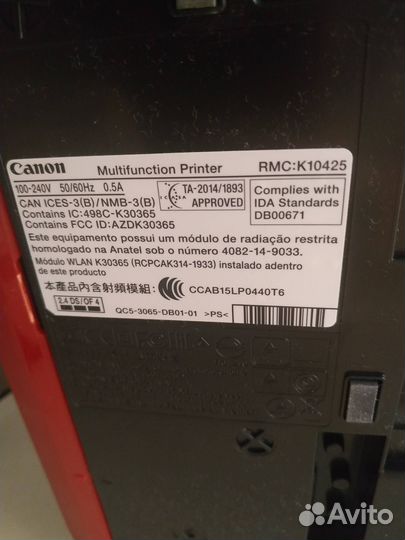 Canon Multifunction Printer RMC:K10425
100-240V 50/60Hz 0.5A
CAN ICES-3(B)/NMB-3(B)
Contains IC:498C-K30365
Contains FCC ID:AZDK30365
ICASA
TA-2014/1893
APPROVED
Complies with
IDA Standards
DB00671
Este equipamento possui um módulo de radiação restrita
homologado na Anatel sob o número 4082-14-9033.
Módulo WLAN K30365 (RCPCAK314-1933) instalado adentro
de este producto
本產品內含射頻模組: CCAB15LP0440T6
2.4 DS/OF 4
QC5-3065-DB01-01 >PS<
Avito